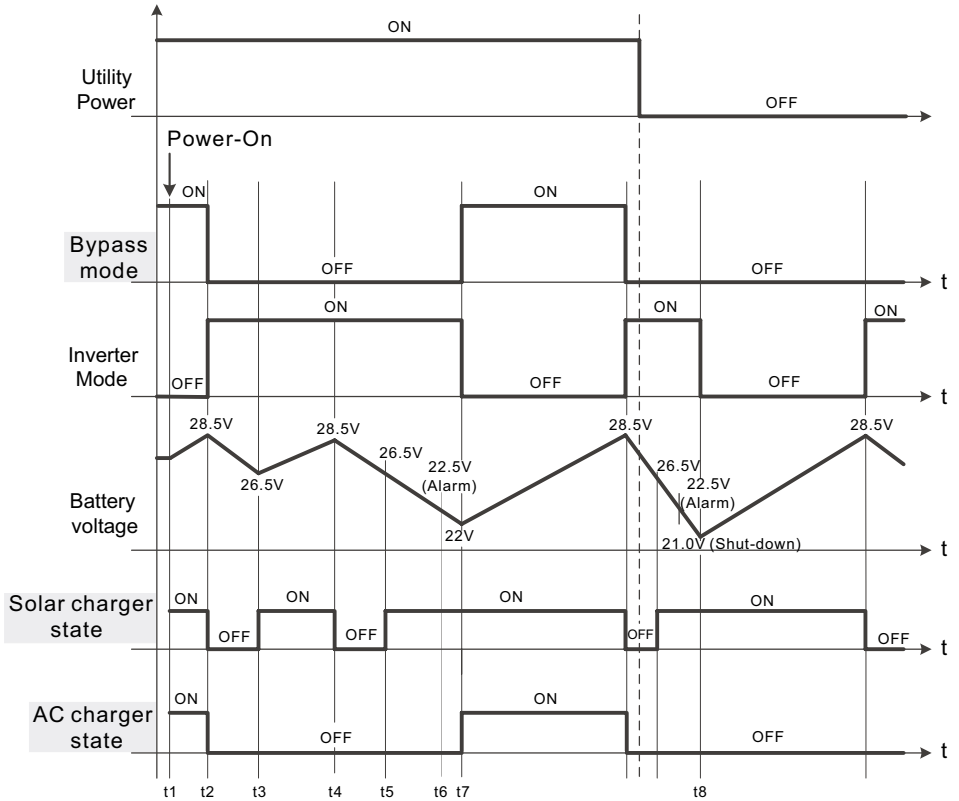 ON
Utility
Power
OFF
Power-On
ON
ON
Bypass
mode
OFF
OFF
t
ON
ON
ON
Inverter
Mode
OFF
OFF
OFF
t
28.5V
28.5V
28.5V
28.5V
26.5V
22.5V
(Alarm)
26.5V
22.5V
(Alarm)
26.5V
Battery
voltage
22V
21.0V (Shut-down)
t
Solar charger
state
ON
ON
ON
ON
OFF
OFF
OFF
OFF
t
AC charger
state
ON
ON
OFF
OFF
t
t1 t2 t3 t4 t5 t6 t7 t8